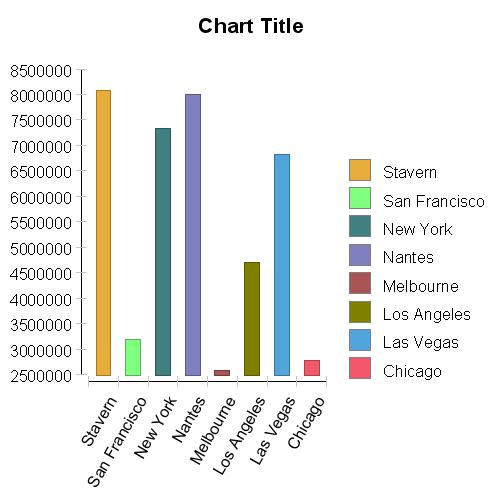 Chart Title
8500000
8000000
7500000
7000000
6500000
6000000
5500000
5000000
4500000
4000000
3500000
3000000
2500000
Stavern
San Francisco
New York
Nantes
Melbourne
Los Angeles
Las Vegas
Chicago
Stavern
San Francisco
New York
Nantes
Melbourne
Los Angeles
Las Vegas
Chicago